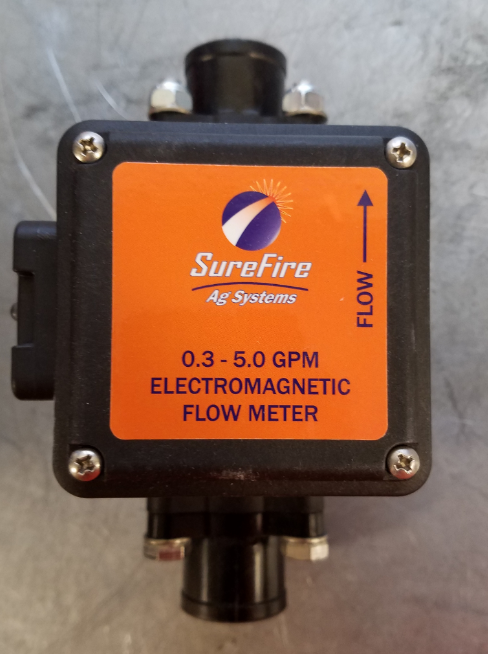 SureFire
Ag Systems
FLOW
0.3 - 5.0 GPM
ELECTROMAGNETIC
FLOW METER